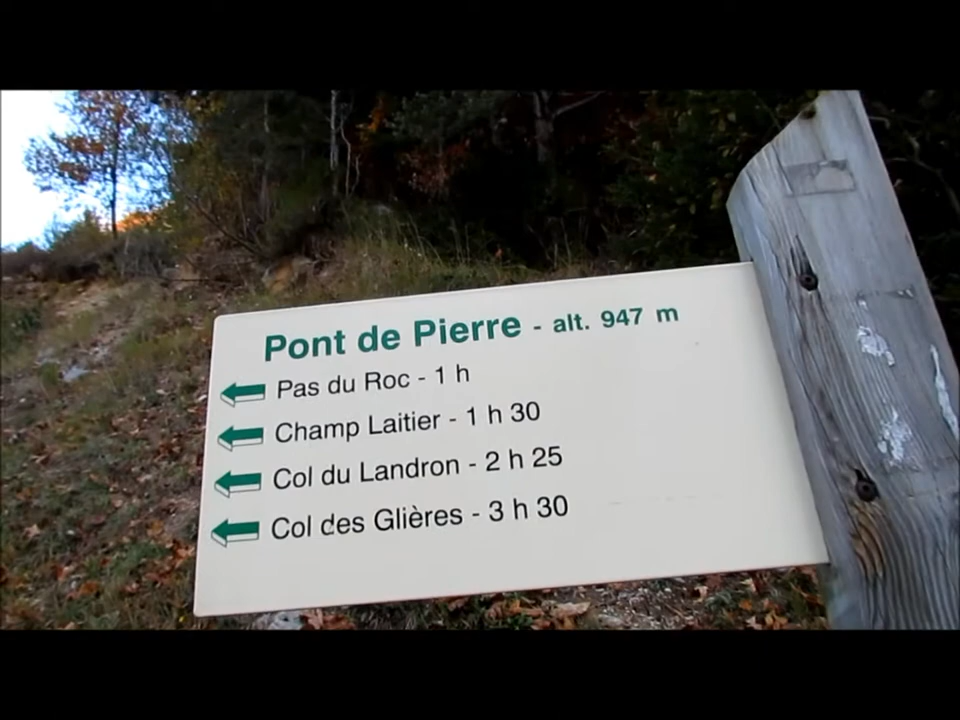 Pont de Pierre - alt. 947 m
Pas du Roc - 1 h
Champ Laitier - 1 h 30
Col du Landron - 2 h 25
Col des Glières - 3 h 30